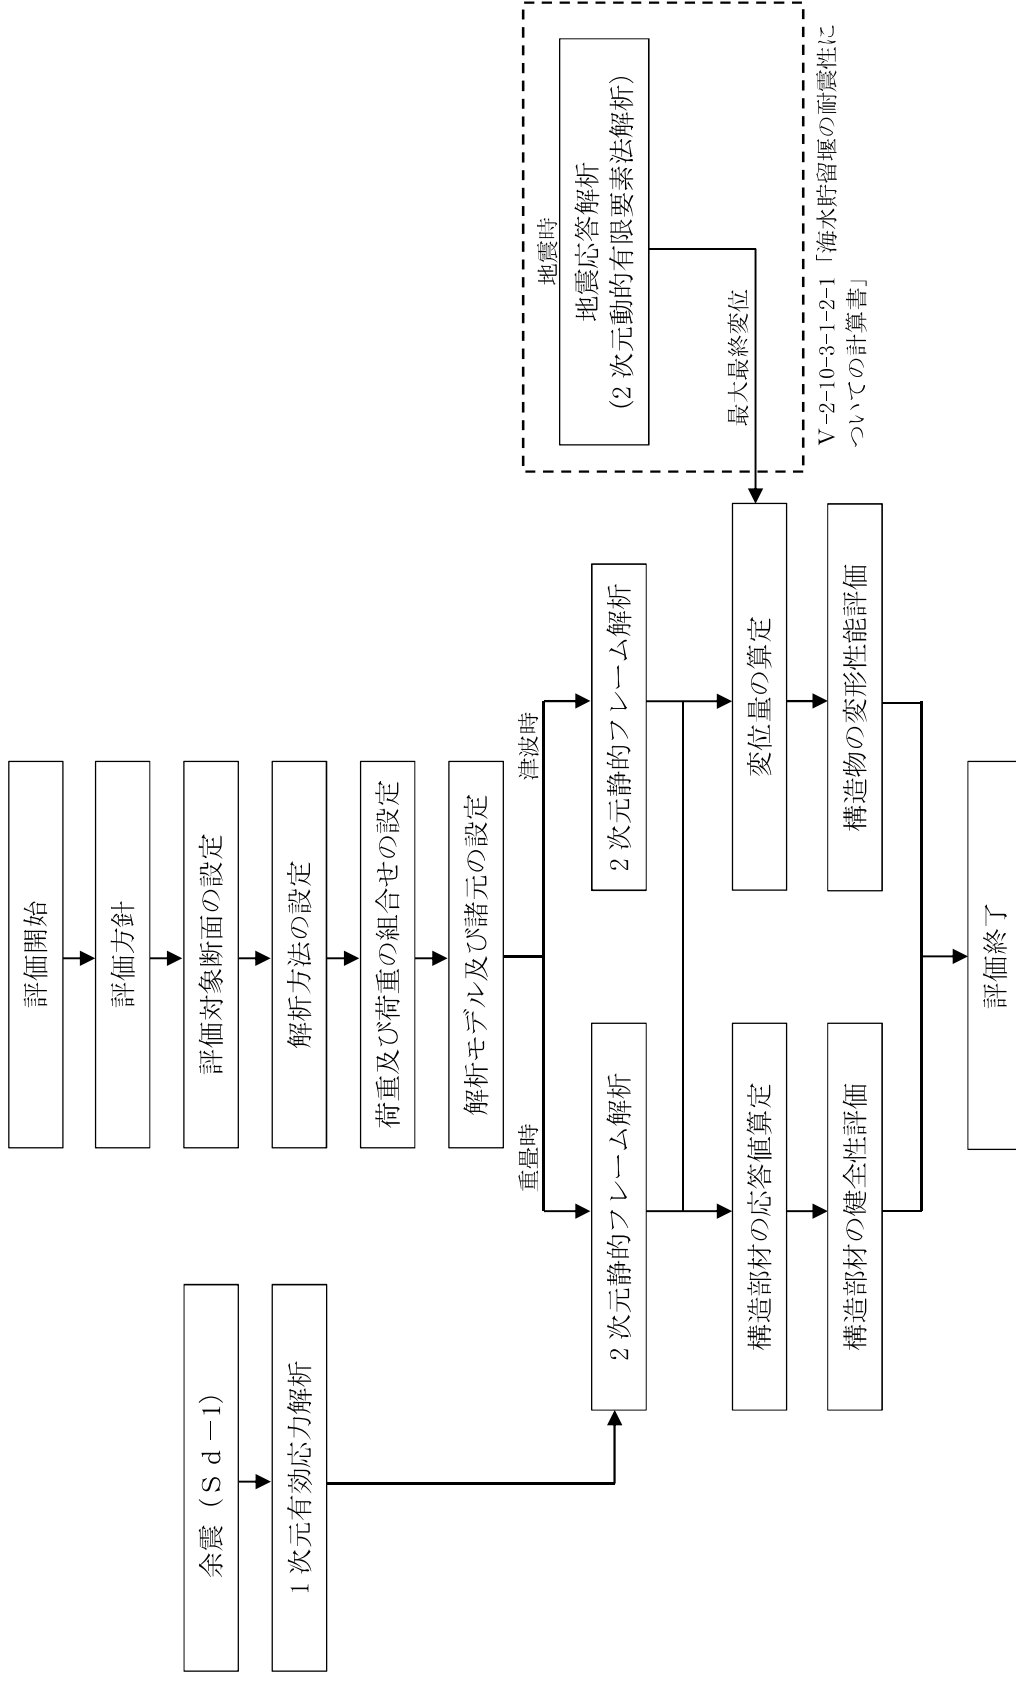 評価開始
評価方針
評価対象断面の設定
解析方法の設定
荷重及び荷重の組合せの設定
解析モデル及び諸元の設定
余震（Ｓｄ－１）
１次元有効応力解析
重畳時
津波時
２次元静的フレーム解析
２次元静的フレーム解析
地震時
地震応答解析
(２次元動的有限要素法解析)
最大最終変位
Ⅴ-2-10-3-1-2-1「海水貯留堰の耐震性に
ついての計算書」
構造部材の応答値算定
変位量の算定
構造部材の健全性評価
構造物の変形性能評価
評価終了